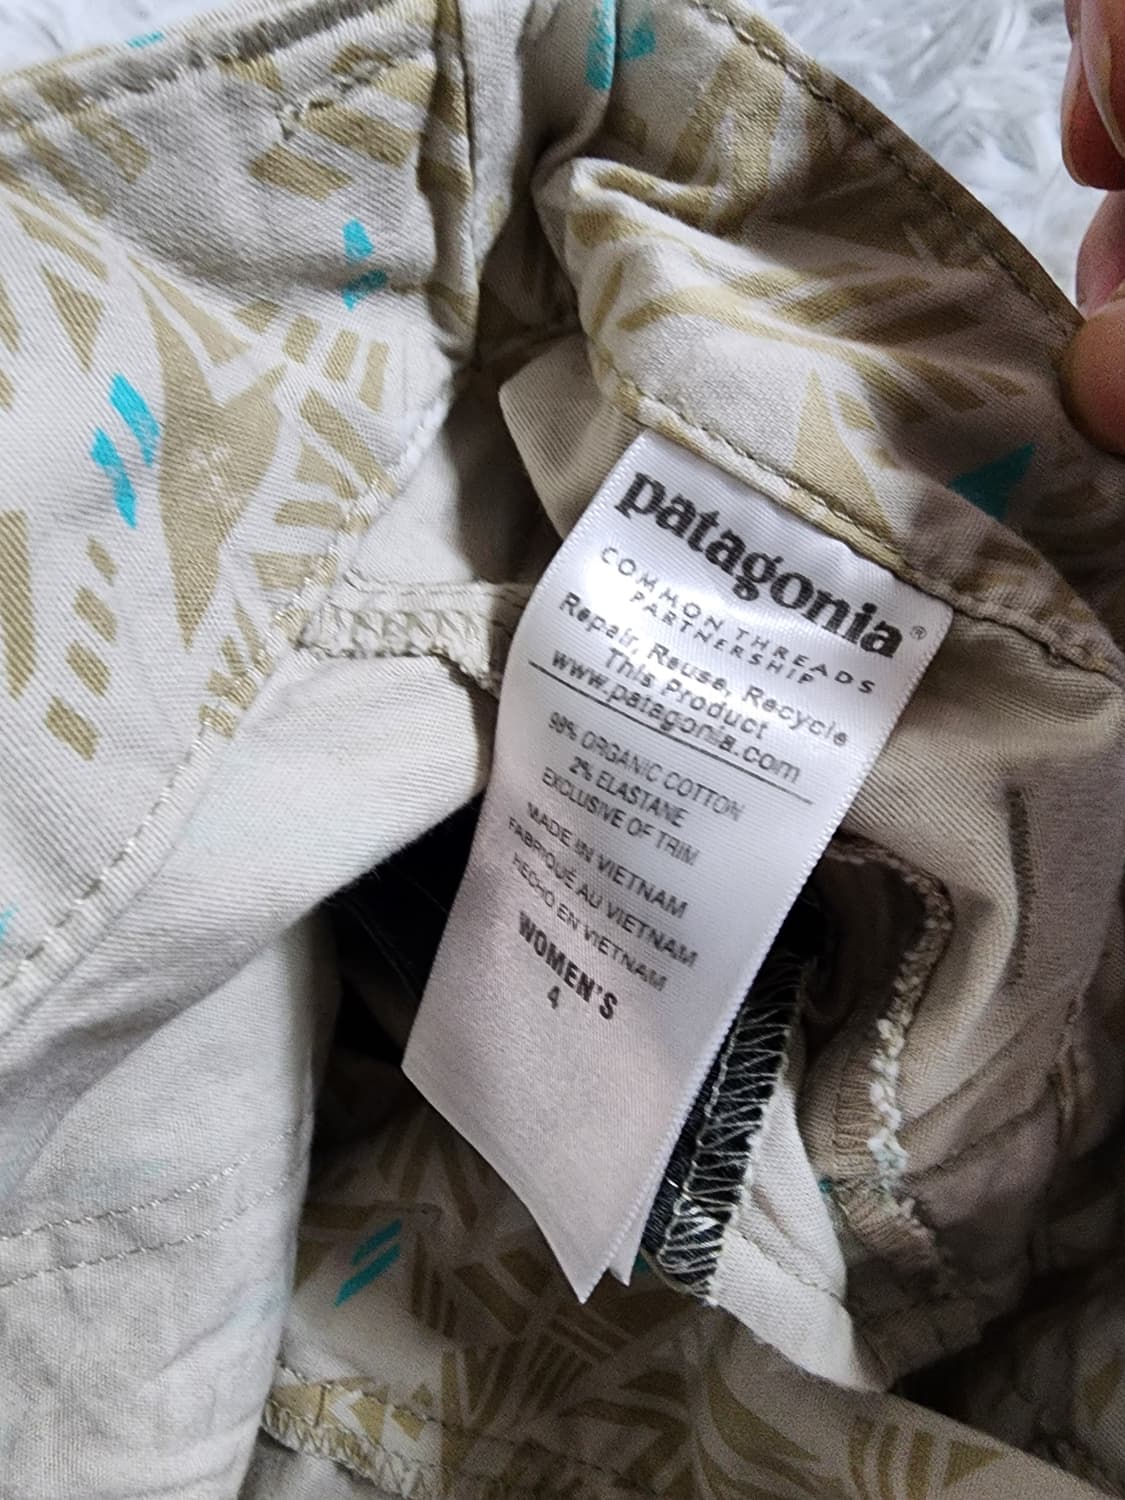 patagonia®
COMMON THREADS
PARTNERSHIP
Repair, Reuse, Recycle
This Product
www.patagonia.com
98% ORGANIC COTTON
2% ELASTANE
EXCLUSIVE OF TRIM
MADE IN VIETNAM
FABRIQUÉ AU VIETNAM
HECHO EN VIETNAM
WOMEN'S
4